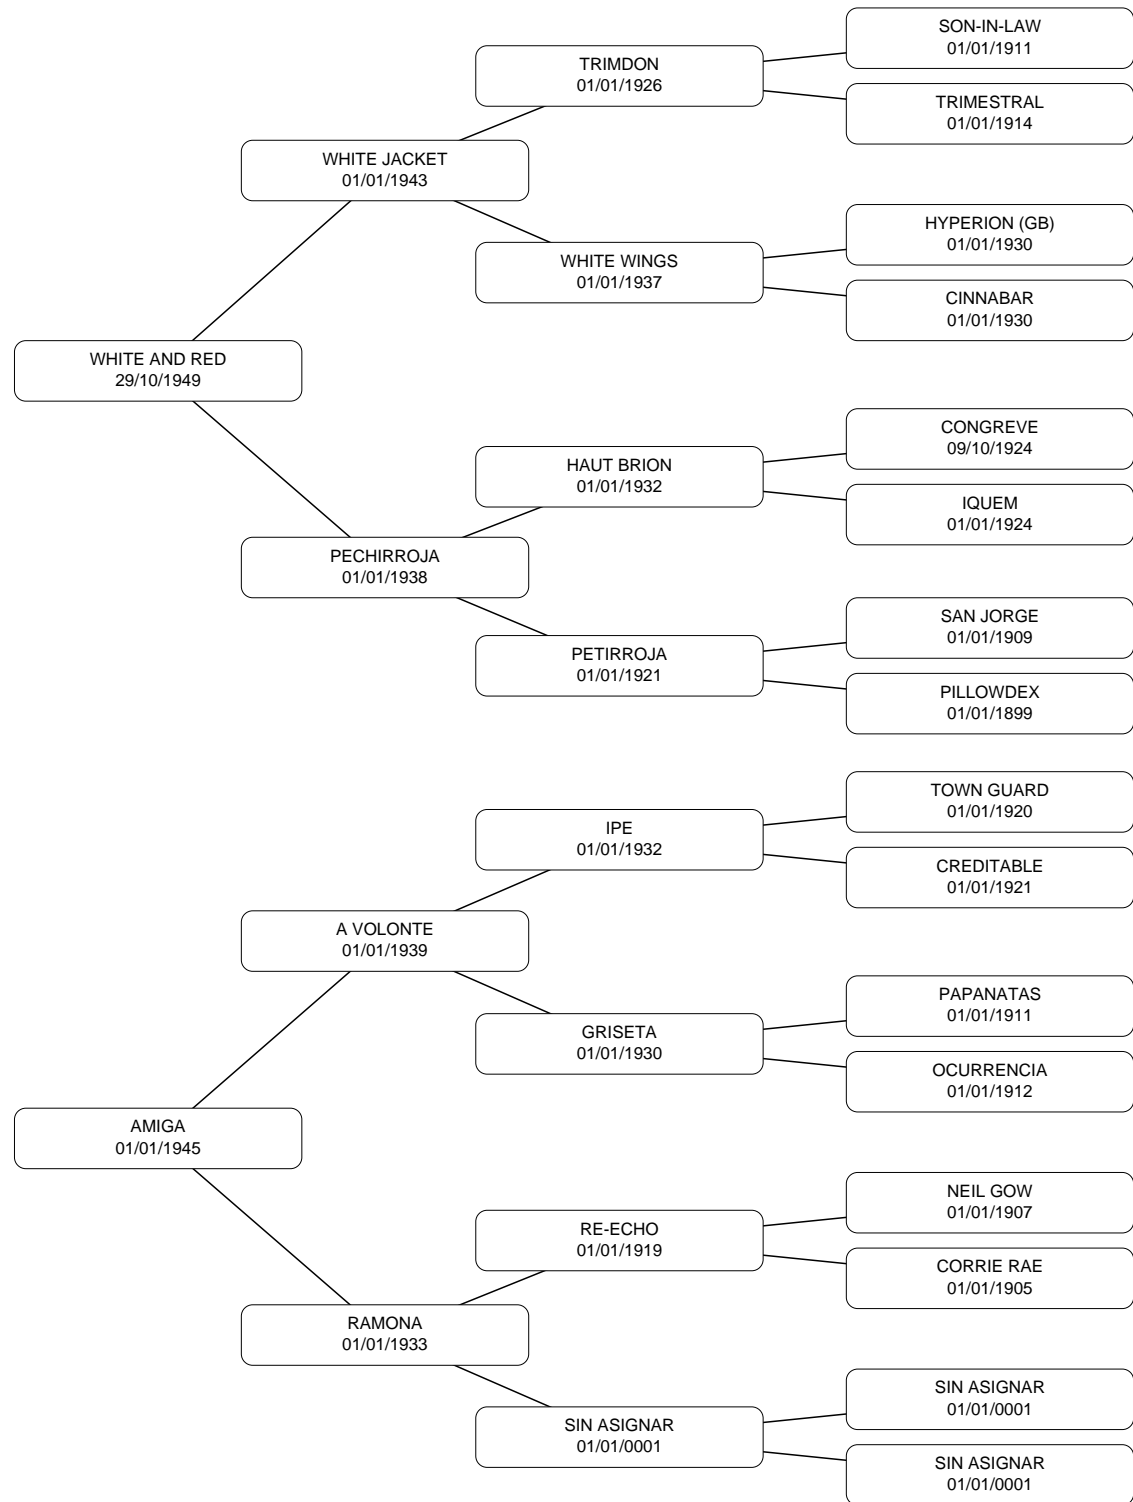 SON-IN-LAW
01/01/1911
TRIMDON
01/01/1926
TRIMESTRAL
01/01/1914
WHITE JACKET
01/01/1943
HYPERION (GB)
01/01/1930
WHITE WINGS
01/01/1937
CINNABAR
01/01/1930
WHITE AND RED
29/10/1949
CONGREVE
09/10/1924
HAUT BRION
01/01/1932
IQUEM
01/01/1924
PECHIRROJA
01/01/1938
SAN JORGE
01/01/1909
PETIRROJA
01/01/1921
PILLOWDEX
01/01/1899
TOWN GUARD
01/01/1920
IPE
01/01/1932
CREDITABLE
01/01/1921
A VOLONTE
01/01/1939
PAPANATAS
01/01/1911
GRISETA
01/01/1930
OCURRENCIA
01/01/1912
AMIGA
01/01/1945
NEIL GOW
01/01/1907
RE-ECHO
01/01/1919
CORRIE RAE
01/01/1905
RAMONA
01/01/1933
SIN ASIGNAR
01/01/0001
SIN ASIGNAR
01/01/0001
SIN ASIGNAR
01/01/0001